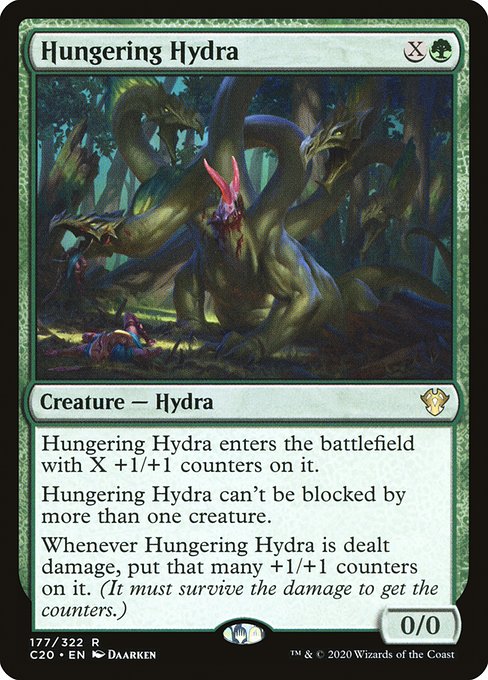 Hungering Hydra X
Creature — Hydra
Hungering Hydra enters the battlefield
with X +1/+1 counters on it.
Hungering Hydra can't be blocked by
more than one creature.
Whenever Hungering Hydra is dealt
damage, put that many +1/+1 counters
on it. (It must survive the damage to get the
counters.)
0/0
177/322 R
C20 • EN DAARKEN
™ & © 2020 Wizards of the Coast